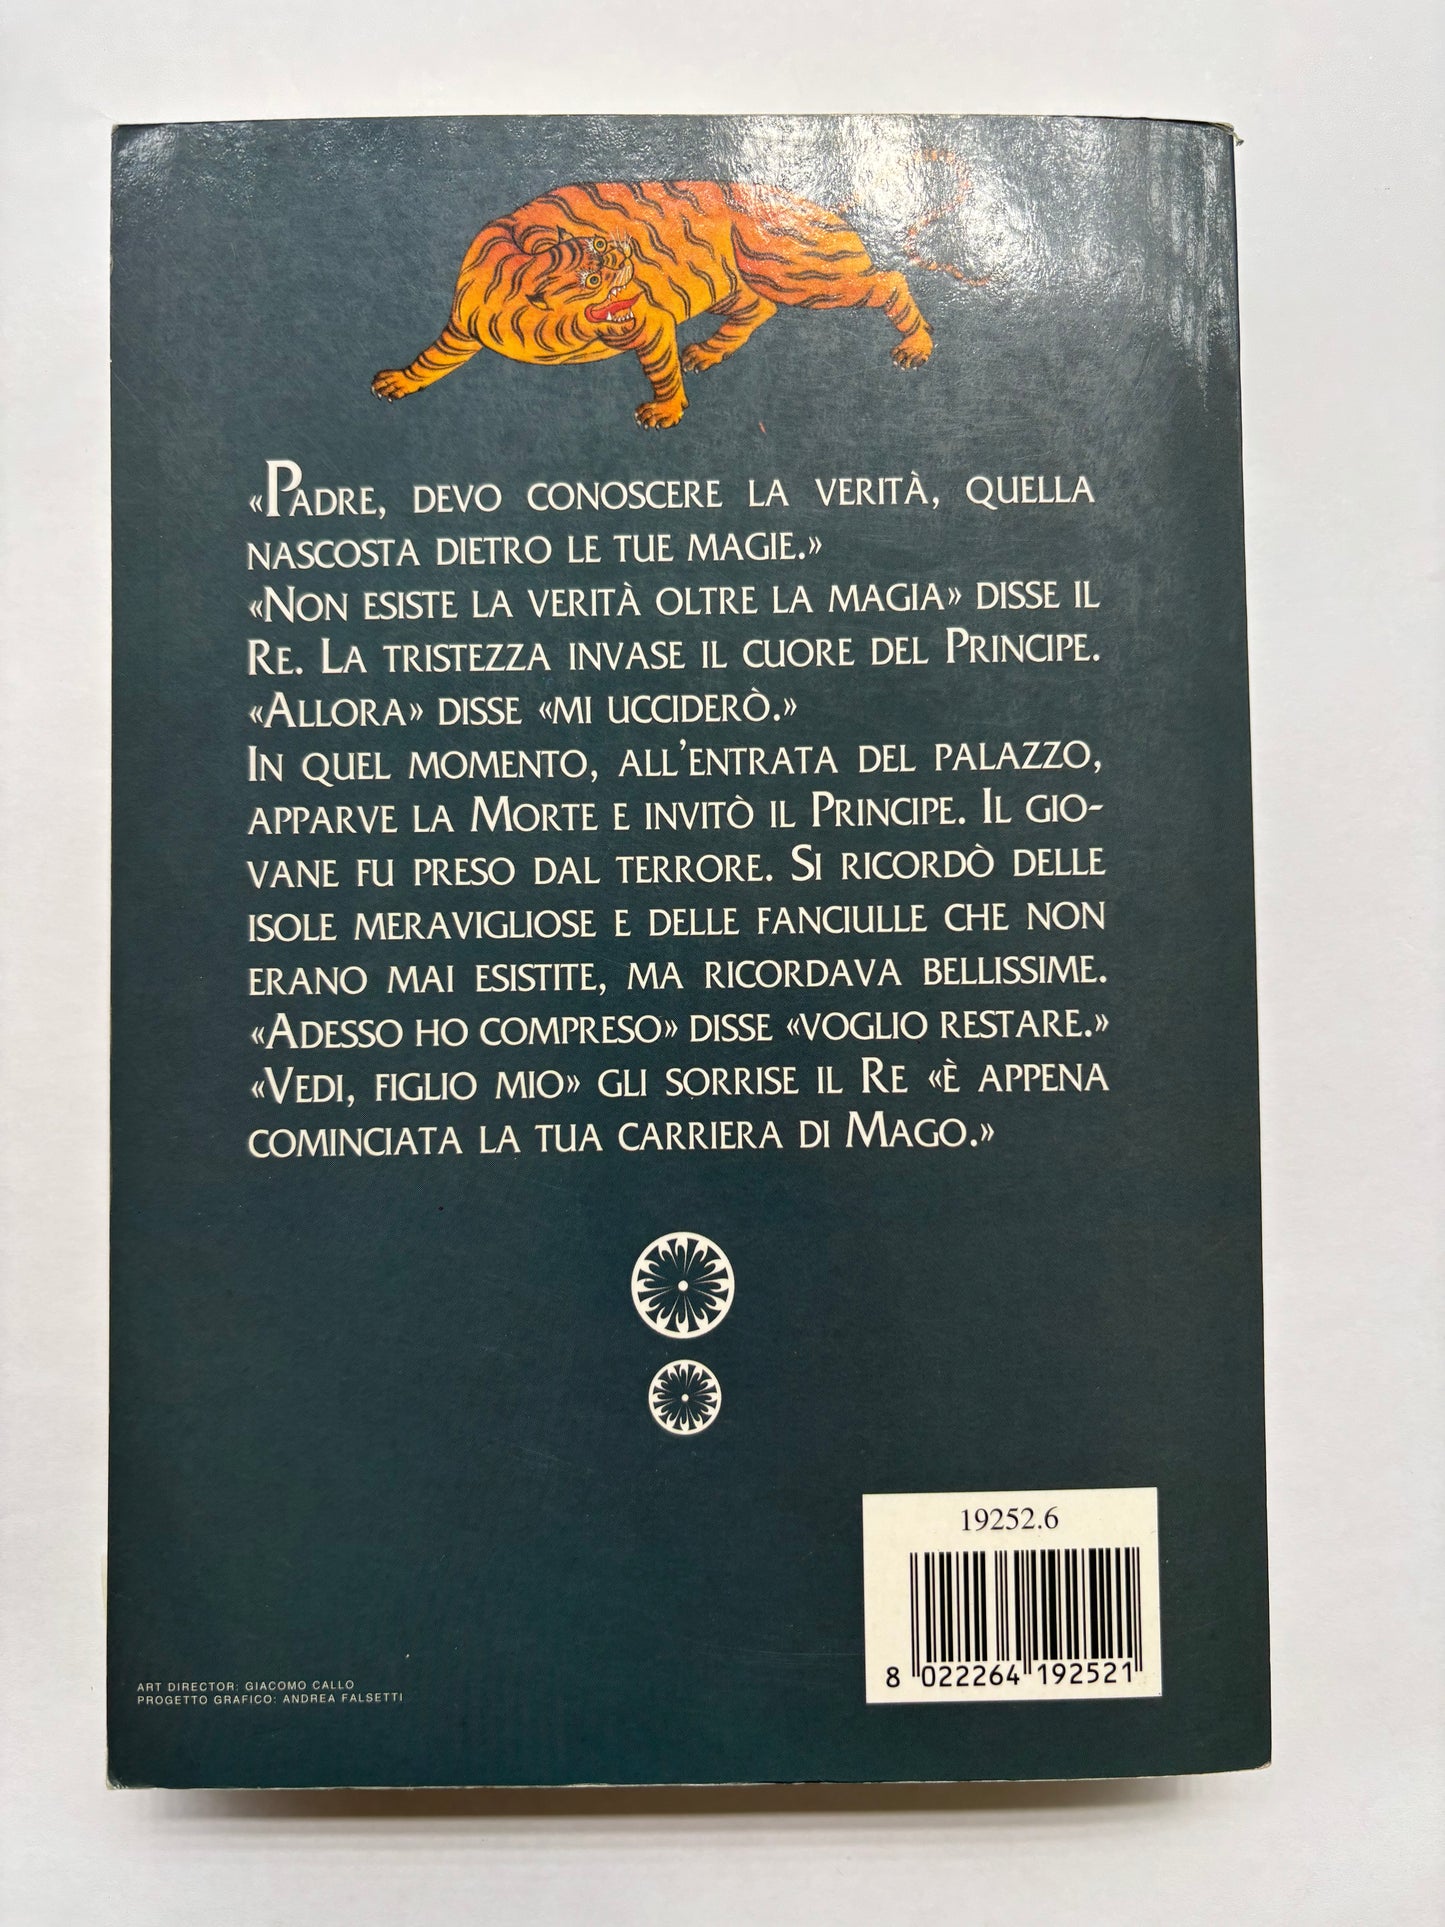 «Padre, devo conoscere la verità, quella
nascosta dietro le tue magie.»
«Non esiste la verità oltre la magia» disse il
Re. La tristezza invase il cuore del Principe.
«Allora» disse «mi ucciderò.»
In quel momento, all'entrata del palazzo,
apparve la Morte e invitò il Principe. Il gio-
vane fu preso dal terrore. Si ricordò delle
isole meravigliose e delle fanciulle che non
erano mai esistite, ma ricordava bellissime.
«Adesso ho compreso» disse «voglio restare.»
«Vedi, figlio mio» gli sorrise il Re «è appena
cominciata la tua carriera di Mago.»
19252.6
8 022264 192521
ART DIRECTOR: GIACOMO CALLO
PROGETTO GRAFICO: ANDREA FALSETTI